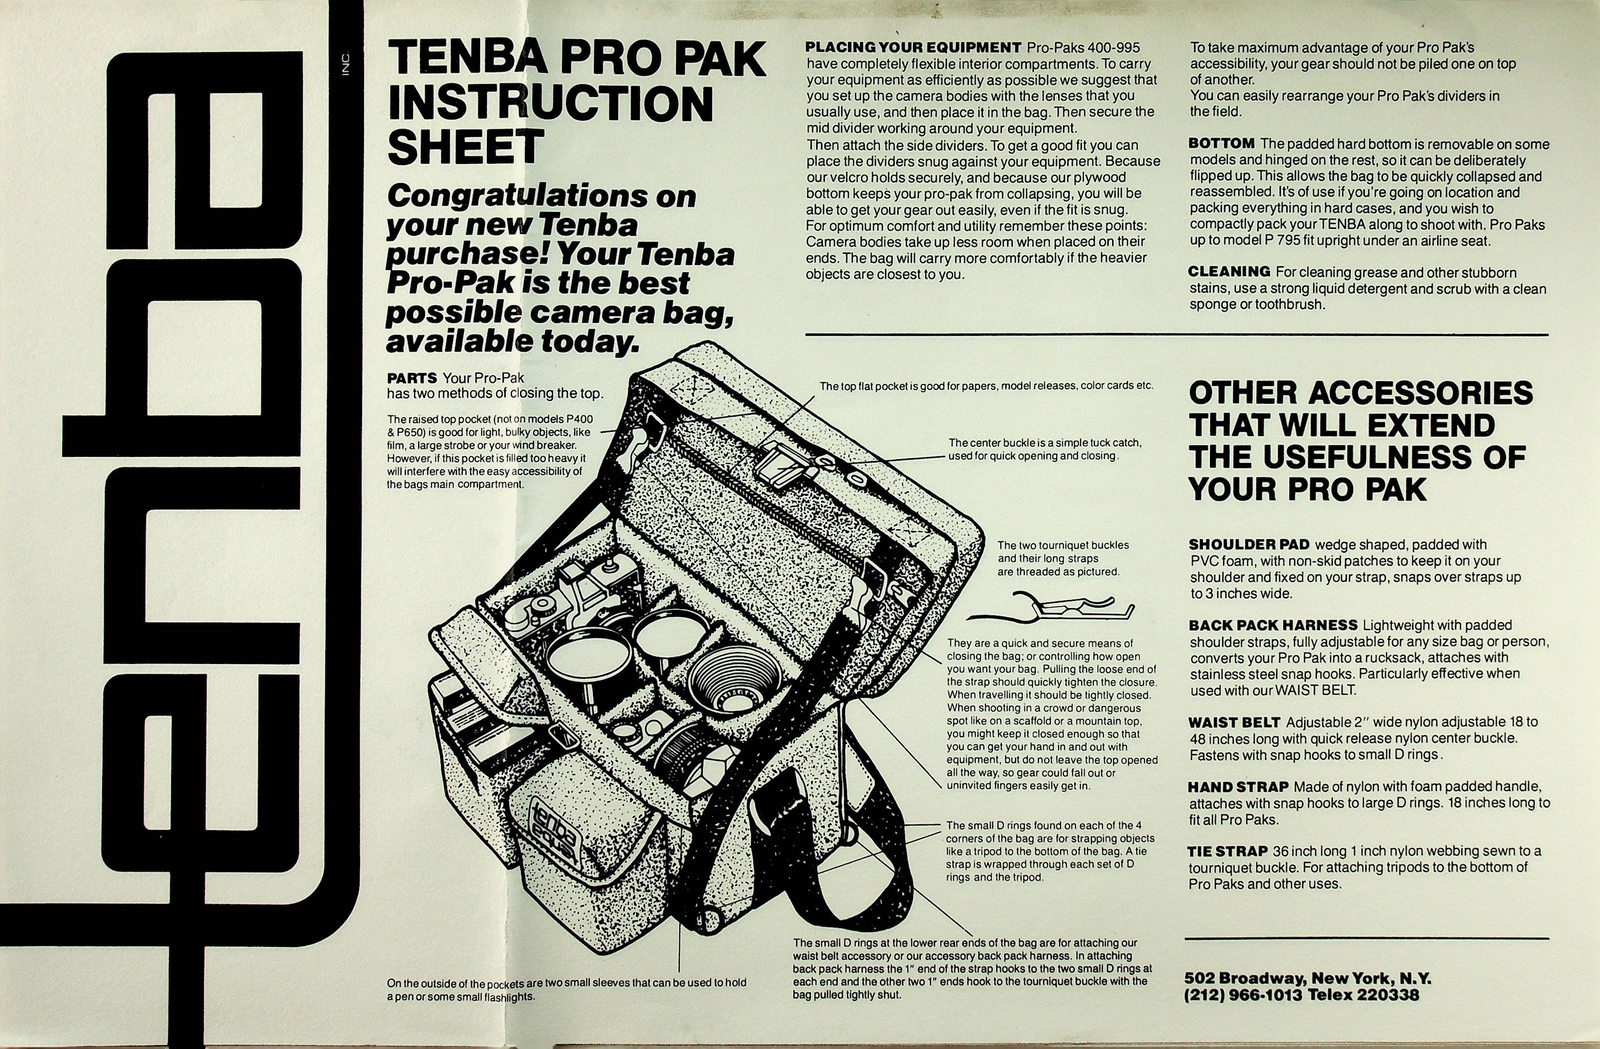 tenba
INC.
TENBA PRO PAK
INSTRUCTION
SHEET
Congratulations on
your new Tenba
purchase! Your Tenba
Pro-Pak is the best
possible camera bag,
available today.
PARTS Your Pro-Pak
has two methods of closing the top.
The raised top pocket (not on models P400
& P650) is good for light, bulky objects, like
film, a large strobe or your wind breaker.
However, if this pocket is filled too heavy it
will interfere with the easy accessibility of
the bags main compartment.
tenba
On the outside of the pockets are two small sleeves that can be used to hold
a pen or some small flashlights.
PLACING YOUR EQUIPMENT Pro-Paks 400-995
have completely flexible interior compartments. To carry
your equipment as efficiently as possible we suggest that
you set up the camera bodies with the lenses that you
usually use, and then place it in the bag. Then secure the
mid divider working around your equipment.
Then attach the side dividers. To get a good fit you can
place the dividers snug against your equipment. Because
our velcro holds securely, and because our plywood
bottom keeps your pro-pak from collapsing, you will be
able to get your gear out easily, even if the fit is snug.
For optimum comfort and utility remember these points:
Camera bodies take up less room when placed on their
ends. The bag will carry more comfortably if the heavier
objects are closest to you.
To take maximum advantage of your Pro Pak's
accessibility, your gear should not be piled one on top
of another.
You can easily rearrange your Pro Pak's dividers in
the field.
BOTTOM The padded hard bottom is removable on some
models and hinged on the rest, so it can be deliberately
flipped up. This allows the bag to be quickly collapsed and
reassembled. It's of use if you're going on location and
packing everything in hard cases, and you wish to
compactly pack your TENBA along to shoot with. Pro Paks
up to model P 795 fit upright under an airline seat.
CLEANING For cleaning grease and other stubborn
stains, use a strong liquid detergent and scrub with a clean
sponge or toothbrush.
The top flat pocket is good for papers, model releases, color cards etc.
The center buckle is a simple tuck catch,
used for quick opening and closing.
The two tourniquet buckles
and their long straps
are threaded as pictured.
They are a quick and secure means of
closing the bag; or controlling how open
you want your bag. Pulling the loose end of
the strap should quickly tighten the closure.
When travelling it should be tightly closed.
When shooting in a crowd or dangerous
spot like on a scaffold or a mountain top,
you might keep it closed enough so that
you can get your hand in and out with
equipment, but do not leave the top opened
all the way, so gear could fall out or
uninvited fingers easily get in.
The small D rings found on each of the 4
corners of the bag are for strapping objects
like a tripod to the bottom of the bag. A tie
strap is wrapped through each set of D
rings and the tripod.
The small D rings at the lower rear ends of the bag are for attaching our
waist belt accessory or our accessory back pack harness. In attaching
back pack harness the 1" end of the strap hooks to the two small D rings at
each end and the other two 1" ends hook to the tourniquet buckle with the
bag pulled tightly shut.
OTHER ACCESSORIES
THAT WILL EXTEND
THE USEFULNESS OF
YOUR PRO PAK
SHOULDER PAD wedge shaped, padded with
PVC foam, with non-skid patches to keep it on your
shoulder and fixed on your strap, snaps over straps up
to 3 inches wide.
BACK PACK HARNESS Lightweight with padded
shoulder straps, fully adjustable for any size bag or person,
converts your Pro Pak into a rucksack, attaches with
stainless steel snap hooks. Particularly effective when
used with our WAIST BELT.
WAIST BELT Adjustable 2" wide nylon adjustable 18 to
48 inches long with quick release nylon center buckle.
Fastens with snap hooks to small D rings.
HAND STRAP Made of nylon with foam padded handle,
attaches with snap hooks to large D rings. 18 inches long to
fit all Pro Paks.
TIE STRAP 36 inch long 1 inch nylon webbing sewn to a
tourniquet buckle. For attaching tripods to the bottom of
Pro Paks and other uses.
502 Broadway, New York, N.Y.
(212) 966-1013 Telex 220338